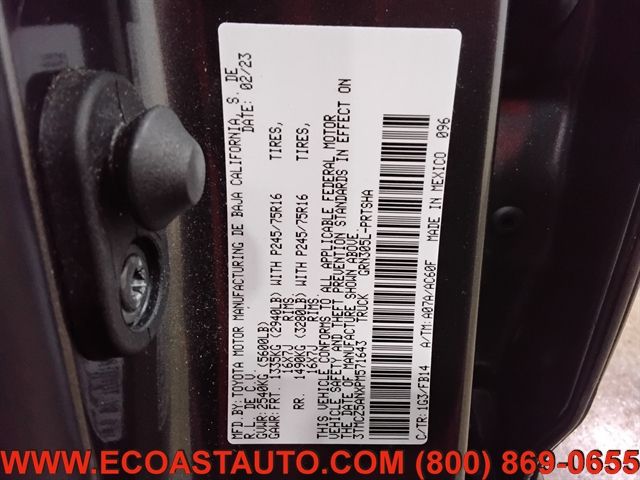 MFD.BY: TOYOTA MOTOR MANUFACTURING DE BAJA CALIFORNIA, S. DE
R.L. DE C.V. DATE: 02/23
GVWR: 2540KG (5600LB)
GAWR: FRT. 1335KG (2940LB) WITH P245/75R16 TIRES,
16X7J RIMS.
RR. 1490KG (3280LB) WITH P245/75R16 TIRES,
16X7J RIMS.
THIS VEHICLE CONFORMS TO ALL APPLICABLE FEDERAL MOTOR
VEHICLE SAFETY AND THEFT PREVENTION STANDARDS IN EFFECT ON
THE DATE OF MANUFACTURE SHOWN ABOVE.
3TMCZ5ANXPM571643 TRUCK GRN305L-PRTSHA
C/TR: 1G3/FB14 A/TM: A07A/AC60F MADE IN MEXICO 096
WWW.ECOASTAUTO.COM (800) 869-0655